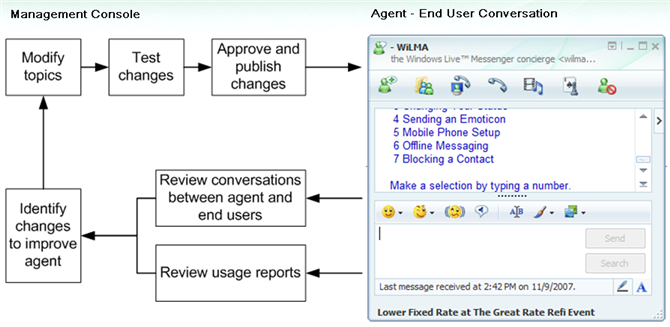 Management Console
Agent - End User Conversation
Modify
topics
Test
changes
Approve and
publish
changes
Identify
changes
to improve
agent
Review conversations
between agent and
end users
Review usage reports
- WiLMA
the Windows Live™ Messenger concierge <wilma...
3 Changing Your Status
4 Sending an Emoticon
5 Mobile Phone Setup
6 Offline Messaging
7 Blocking a Contact
Make a selection by typing a number.
Send
Search
Last message received at 2:42 PM on 11/9/2007.
A
Lower Fixed Rate at The Great Rate Refi Event